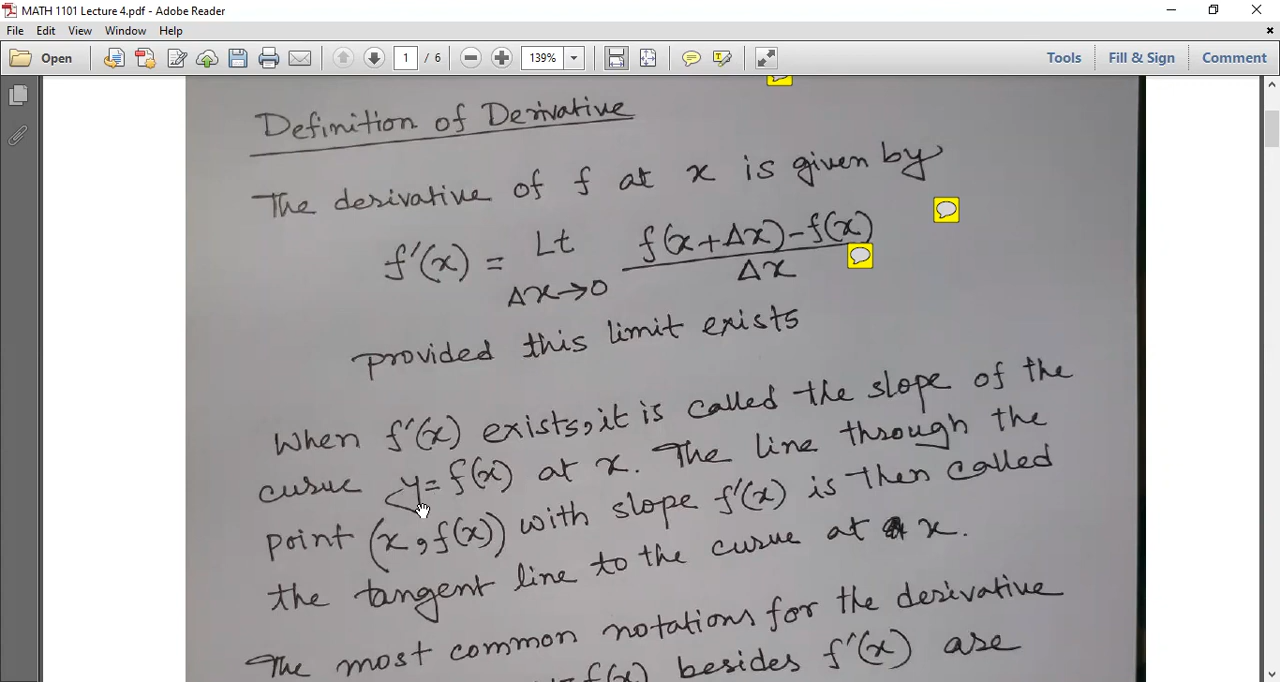 MATH 1101 Lecture 4.pdf - Adobe Reader
File Edit View Window Help
Open 1 / 6 139% Tools Fill & Sign Comment
Definition of Derivative
The derivative of f at x is given by
f'(x) = Lt f(x+Δx)-f(x)
Δx→0 Δx
provided this limit exists
When f'(x) exists, it is called the slope of the
curve y=f(x) at x. The line through the
point (x, f(x)) with slope f'(x) is then called
the tangent line to the curve at x.
The most common notations for the derivative
=f(x) besides f'(x) are